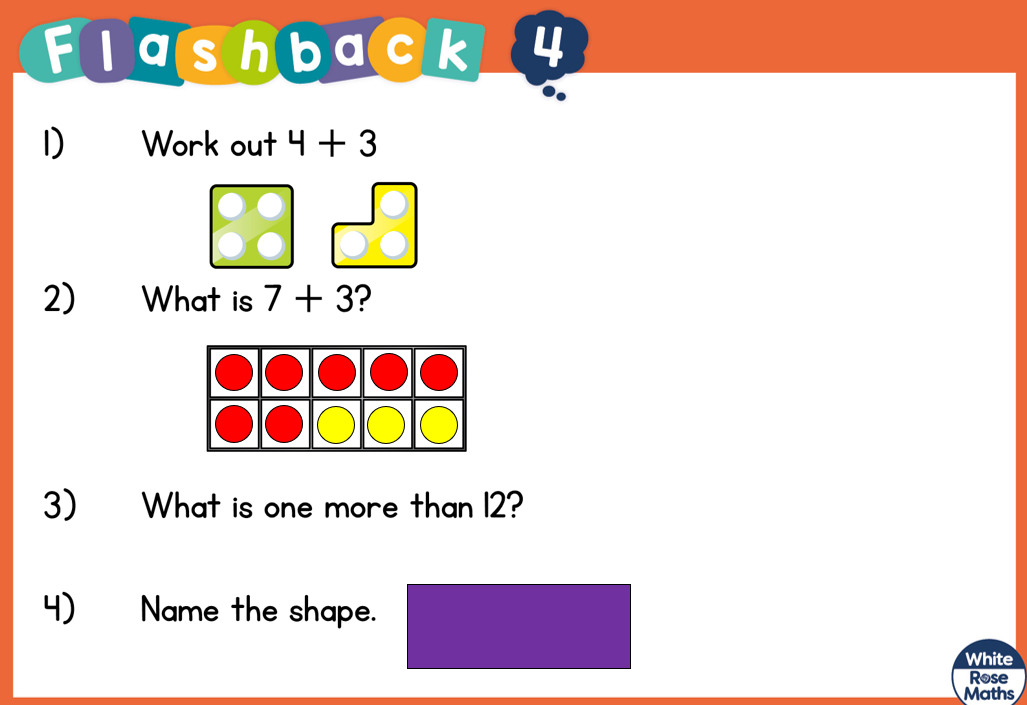 Flashback 4
1) Work out 4 + 3
2) What is 7 + 3?
3) What is one more than 12?
4) Name the shape.
White
Rose
Maths